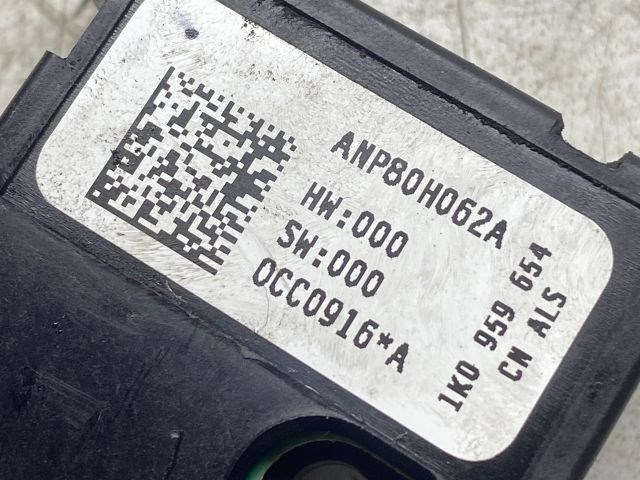 ANP80H062A
HW:000
SW:000
0CC0916*A
1K0 959 654
CN ALS